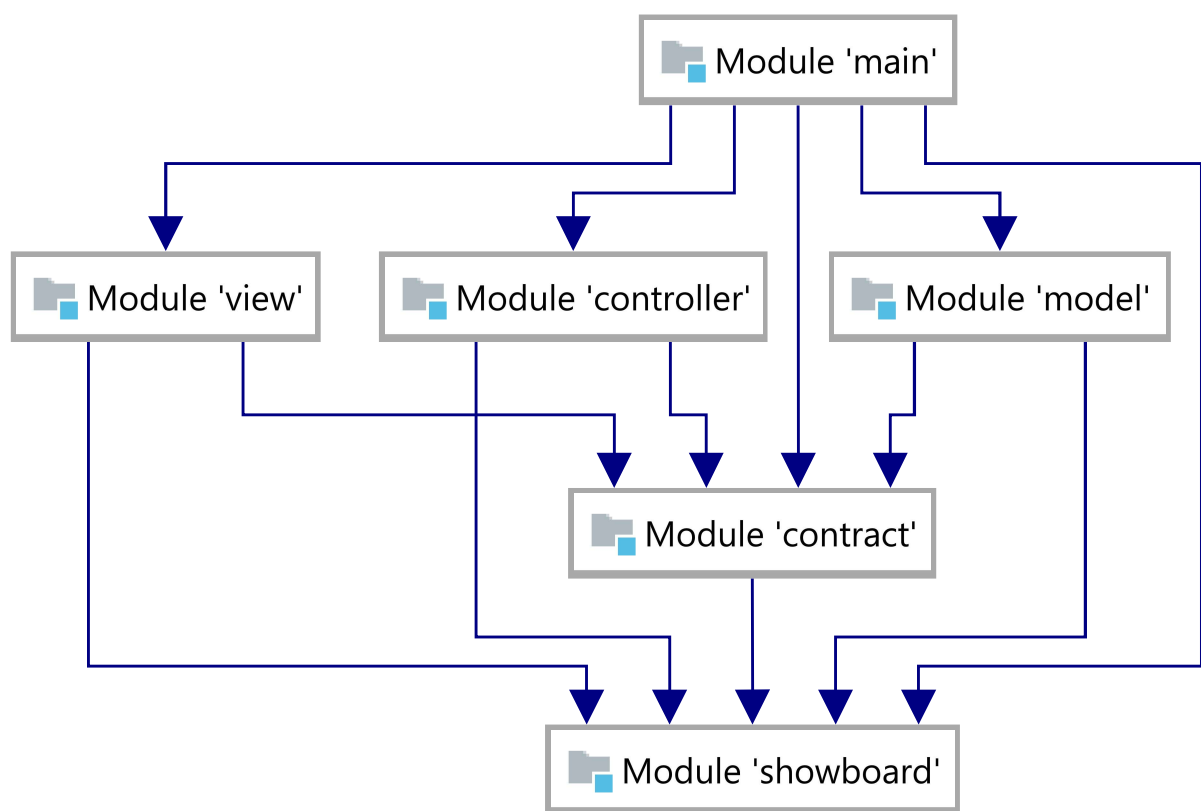 Module 'main'
Module 'view'
Module 'controller'
Module 'model'
Module 'contract'
Module 'showboard'